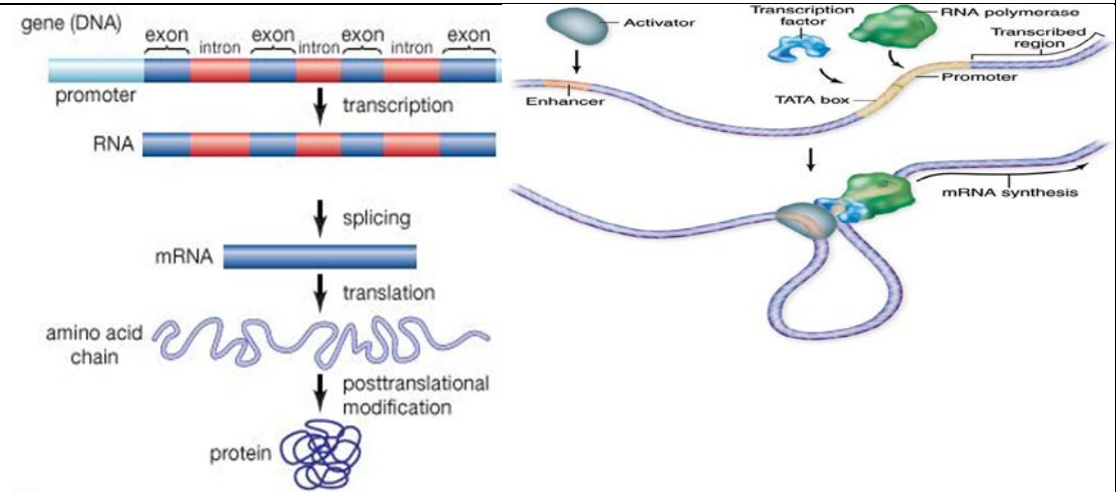 gene (DNA)
exon
intron
exon
intron
exon
intron
exon
promoter
transcription
RNA
splicing
mRNA
translation
amino acid
chain
posttranslational
modification
protein
Activator
Transcription
factor
RNA polymerase
Transcribed
region
Enhancer
TATA box
Promoter
mRNA synthesis